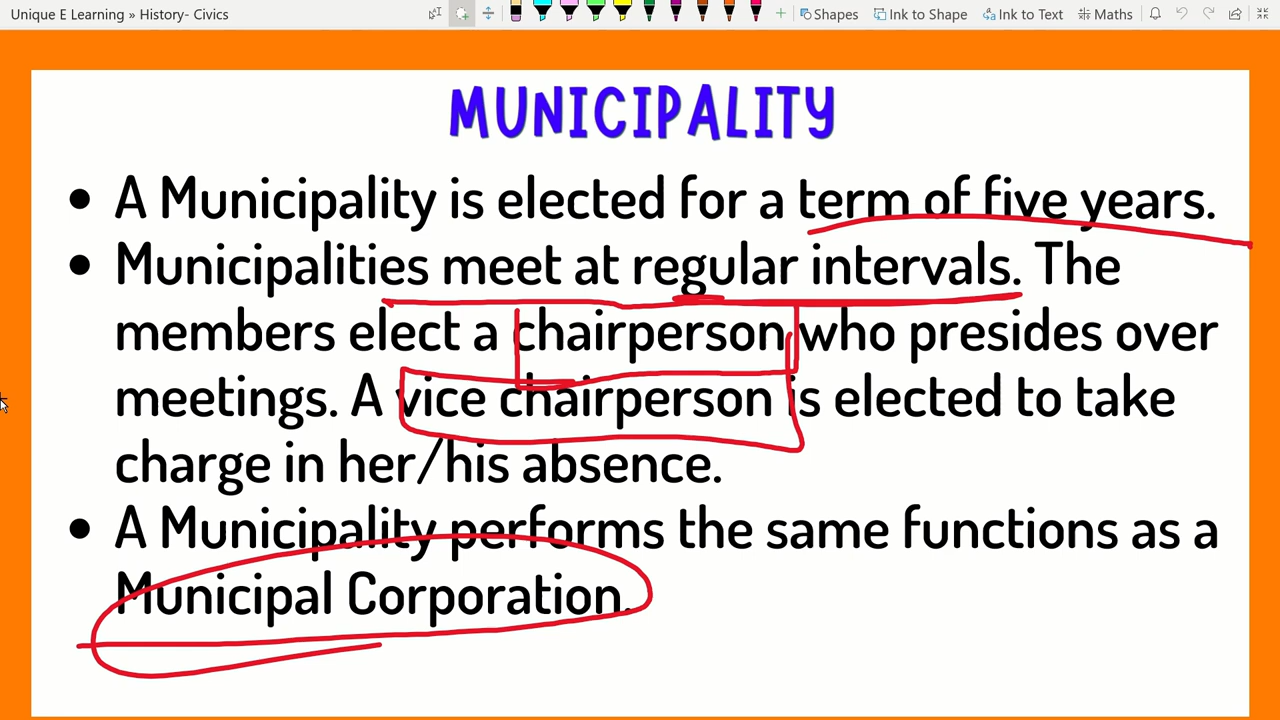 Unique E Learning » History- Civics
Shapes Ink to Shape Ink to Text Maths
MUNICIPALITY
• A Municipality is elected for a term of five years.
• Municipalities meet at regular intervals. The
members elect a chairperson who presides over
meetings. A vice chairperson is elected to take
charge in her/his absence.
• A Municipality performs the same functions as a
Municipal Corporation.